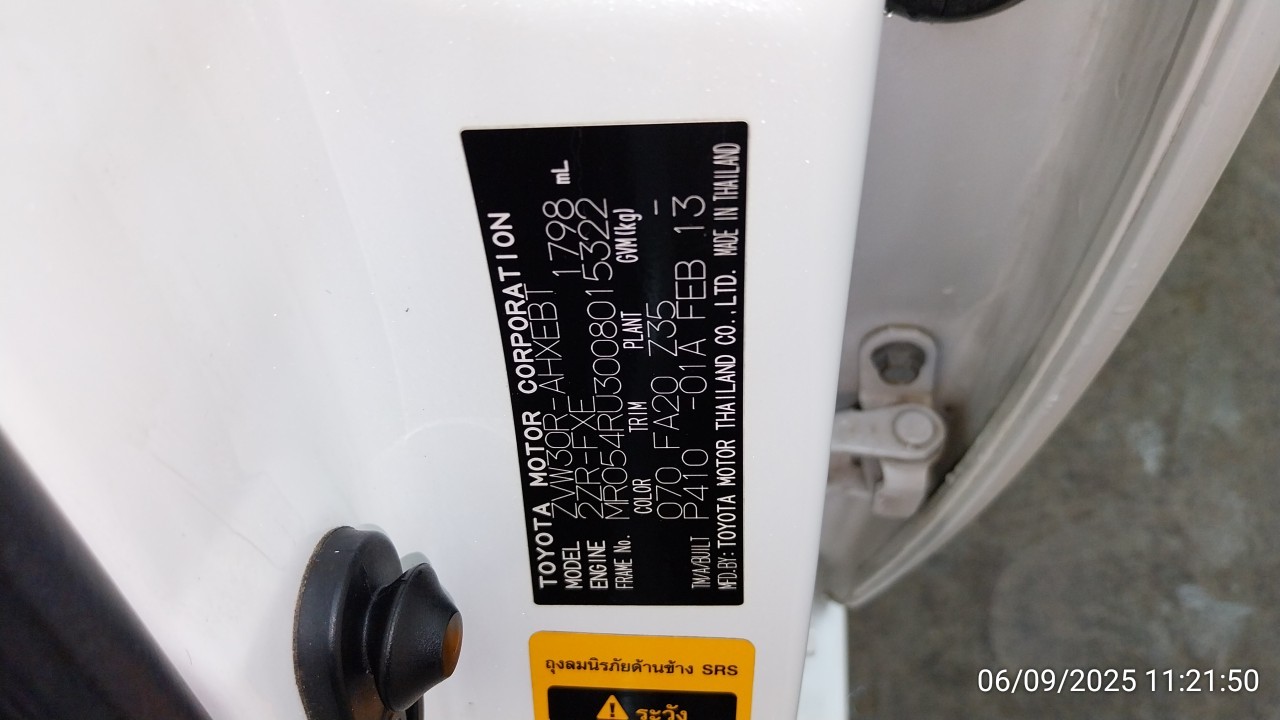 TOYOTA MOTOR CORPORATION
MODEL ZVW30R-AHXEBT 1798 mL
ENGINE 2ZR-FXE
FRAME No. MR054RU3008015322
COLOR TRIM PLANT GVM(kg)
070 FA20 Z35 -
TM/A/BUILT P410 -01A FEB 13
MFD.BY: TOYOTA MOTOR THAILAND CO.,LTD. MADE IN THAILAND
ถุงลมนิรภัยด้านข้าง SRS
ระวัง
06/09/2025 11:21:50